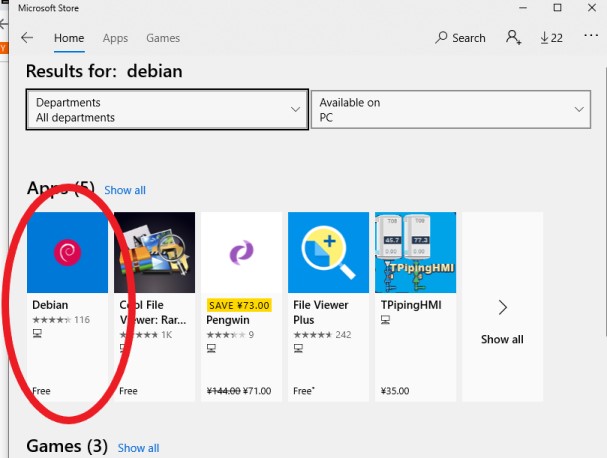 Microsoft Store
Home Apps Games Search 22 ...
Results for: debian
Departments
All departments
Available on
PC
Apps (5) Show all
Debian
116
Free
Cool File
Viewer: Rar...
1K
Free
SAVE ¥73.00
Pengwin
9
¥144.00 ¥71.00
File Viewer
Plus
242
Free*
TPipingHMI
TPipingHMI
¥35.00
Show all
Games (3) Show all